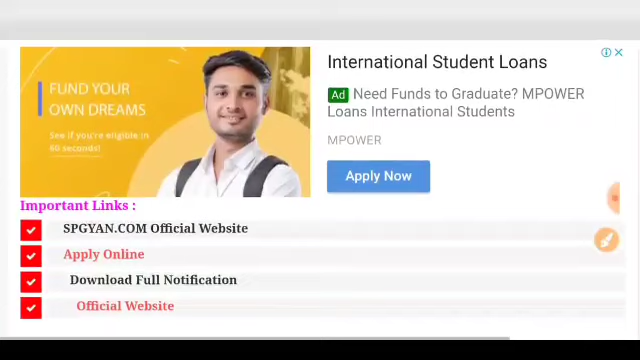 FUND YOUR
OWN DREAMS
See if you're eligible in
60 seconds!
International Student Loans
Ad Need Funds to Graduate? MPOWER
Loans International Students
MPOWER
Apply Now
Important Links :
SPGYAN.COM Official Website
Apply Online
Download Full Notification
Official Website